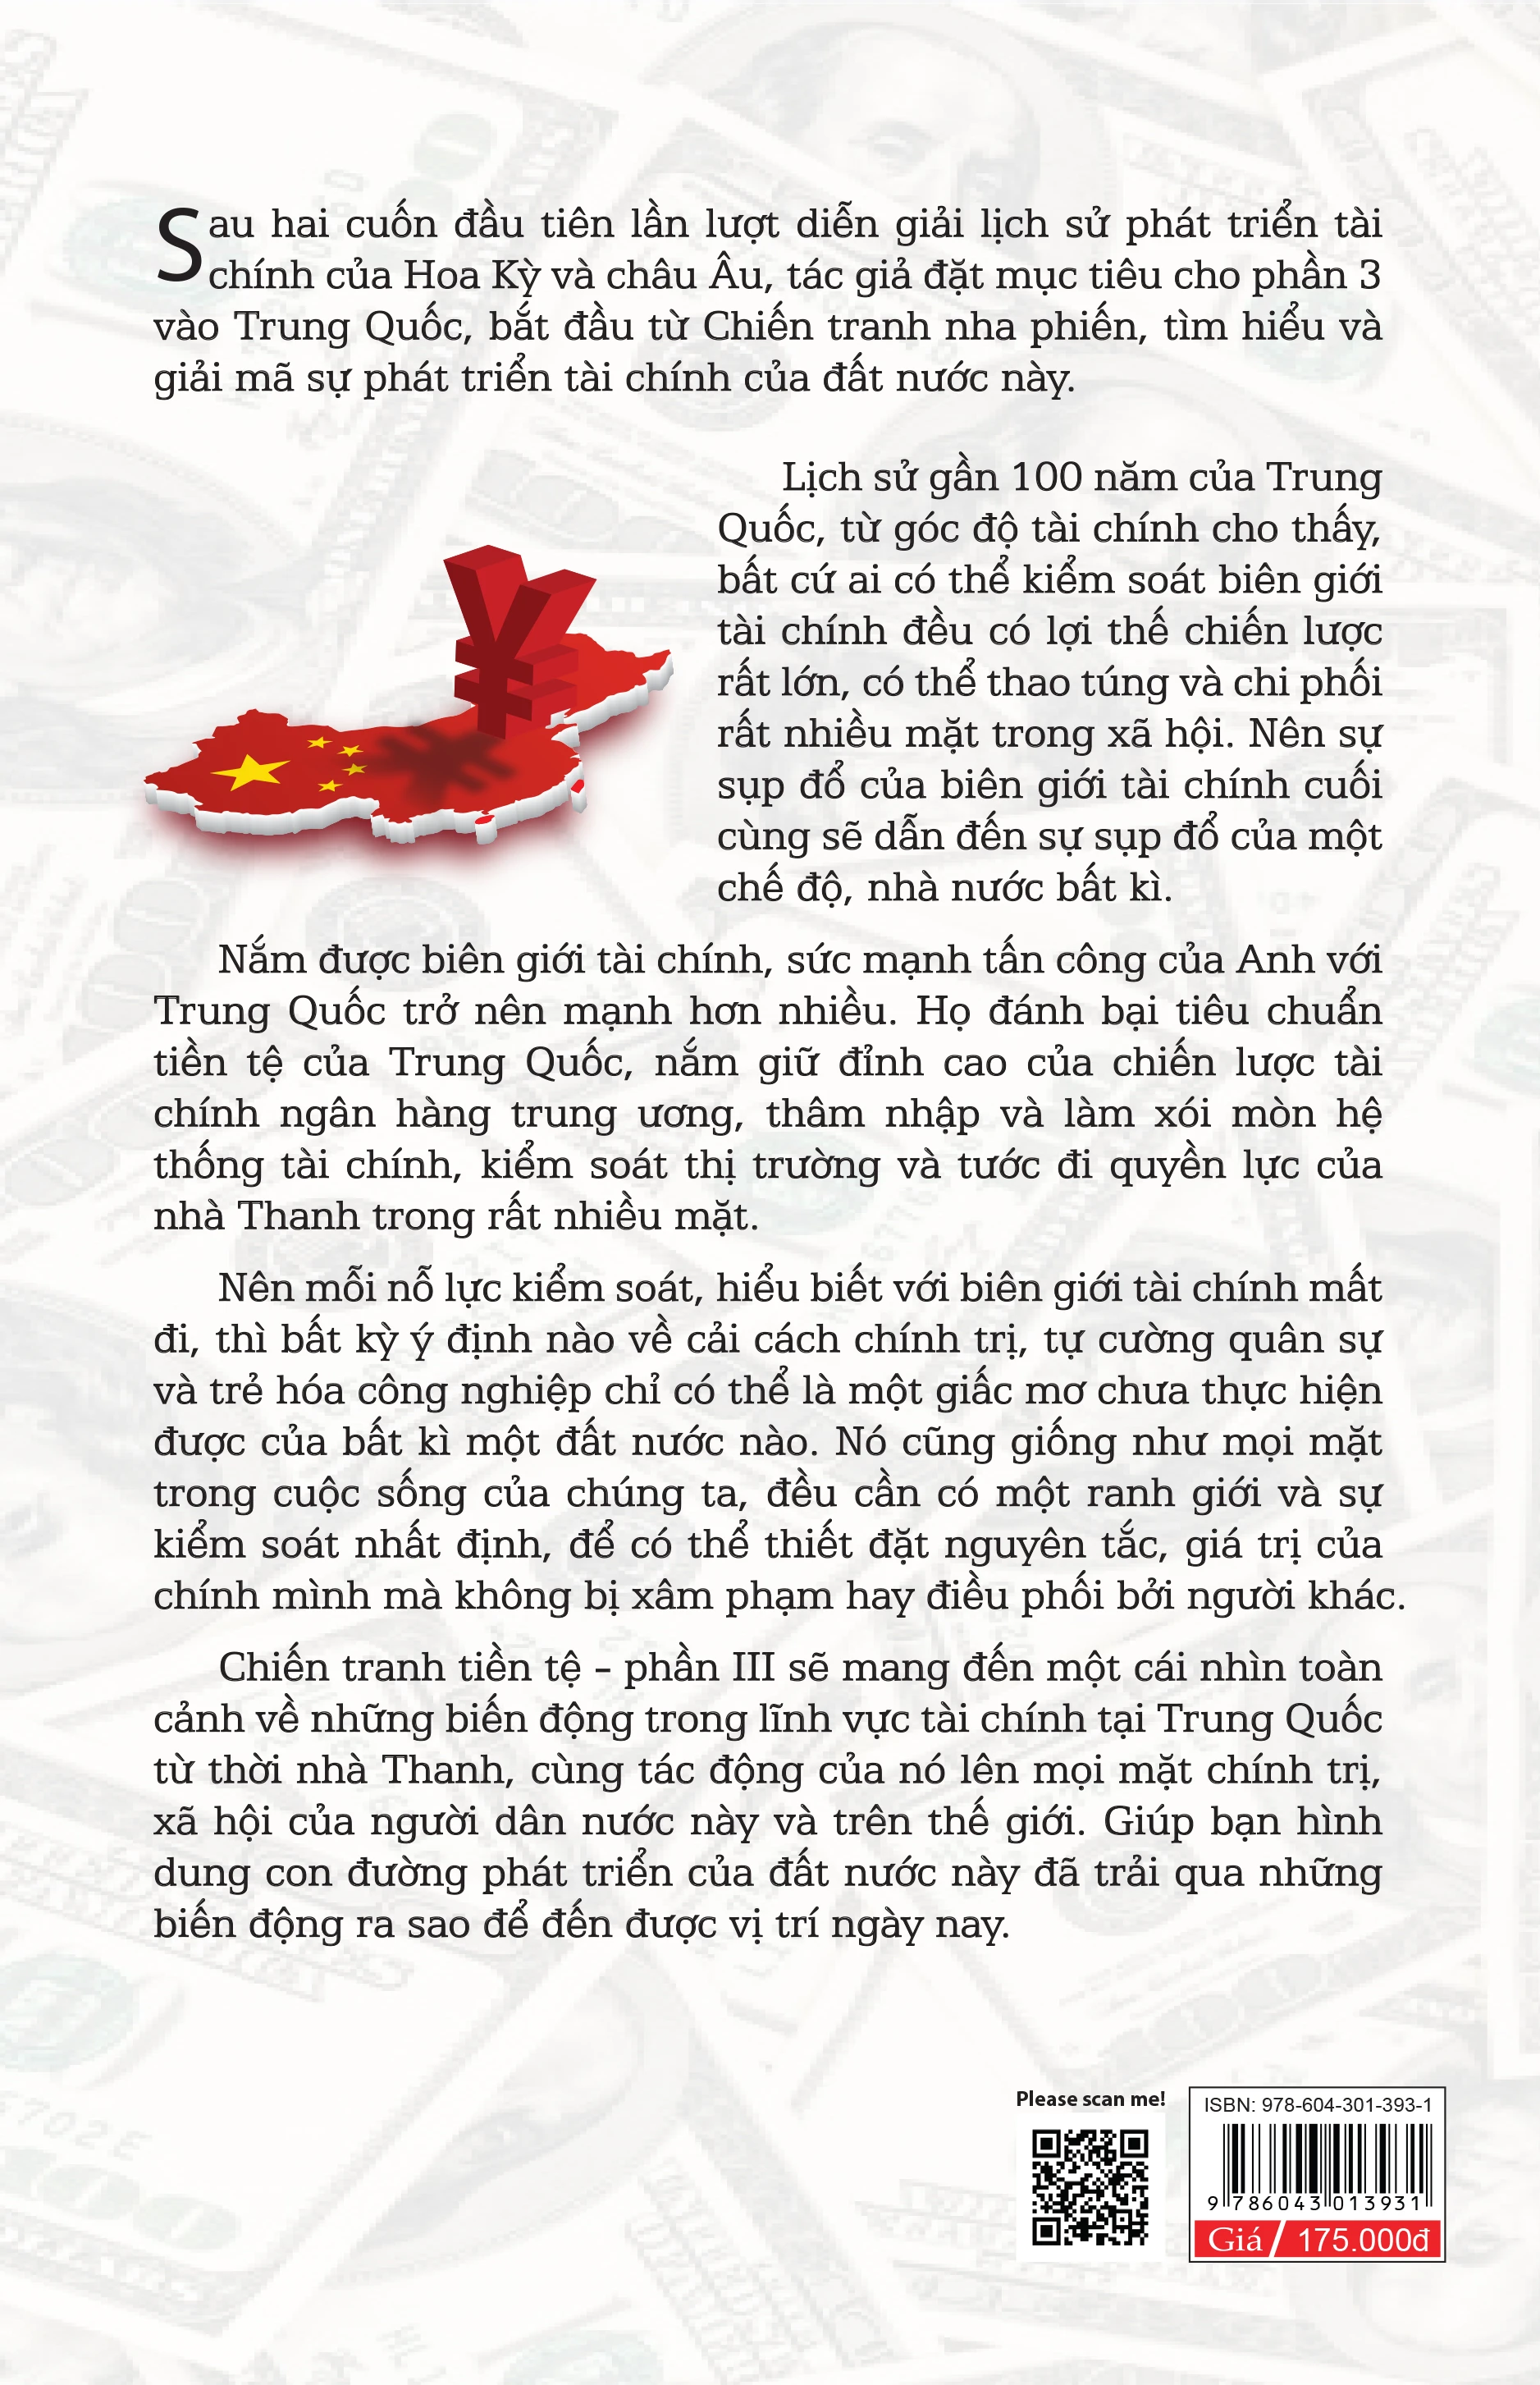 Sau hai cuốn đầu tiên lần lượt diễn giải lịch sử phát triển tài
chính của Hoa Kỳ và châu Âu, tác giả đặt mục tiêu cho phần 3
vào Trung Quốc, bắt đầu từ Chiến tranh nha phiến, tìm hiểu và
giải mã sự phát triển tài chính của đất nước này.
Lịch sử gần 100 năm của Trung
Quốc, từ góc độ tài chính cho thấy,
bất cứ ai có thể kiểm soát biên giới
tài chính đều có lợi thế chiến lược
rất lớn, có thể thao túng và chi phối
rất nhiều mặt trong xã hội. Nên sự
sụp đổ của biên giới tài chính cuối
cùng sẽ dẫn đến sự sụp đổ của một
chế độ, nhà nước bất kì.
Nắm được biên giới tài chính, sức mạnh tấn công của Anh với
Trung Quốc trở nên mạnh hơn nhiều. Họ đánh bại tiêu chuẩn
tiền tệ của Trung Quốc, nắm giữ đỉnh cao của chiến lược tài
chính ngân hàng trung ương, thâm nhập và làm xói mòn hệ
thống tài chính, kiểm soát thị trường và tước đi quyền lực của
nhà Thanh trong rất nhiều mặt.
Nên mỗi nỗ lực kiểm soát, hiểu biết với biên giới tài chính mất
đi, thì bất kỳ ý định nào về cải cách chính trị, tự cường quân sự
và trẻ hóa công nghiệp chỉ có thể là một giấc mơ chưa thực hiện
được của bất kì một đất nước nào. Nó cũng giống như mọi mặt
trong cuộc sống của chúng ta, đều cần có một ranh giới và sự
kiểm soát nhất định, để có thể thiết đặt nguyên tắc, giá trị của
chính mình mà không bị xâm phạm hay điều phối bởi người khác.
Chiến tranh tiền tệ – phần III sẽ mang đến một cái nhìn toàn
cảnh về những biến động trong lĩnh vực tài chính tại Trung Quốc
từ thời nhà Thanh, cùng tác động của nó lên mọi mặt chính trị,
xã hội của người dân nước này và trên thế giới. Giúp bạn hình
dung con đường phát triển của đất nước này đã trải qua những
biến động ra sao để đến được vị trí ngày nay.
Please scan me!
ISBN: 978-604-301-393-1
9 786043 013931
Giá / 175.000đ